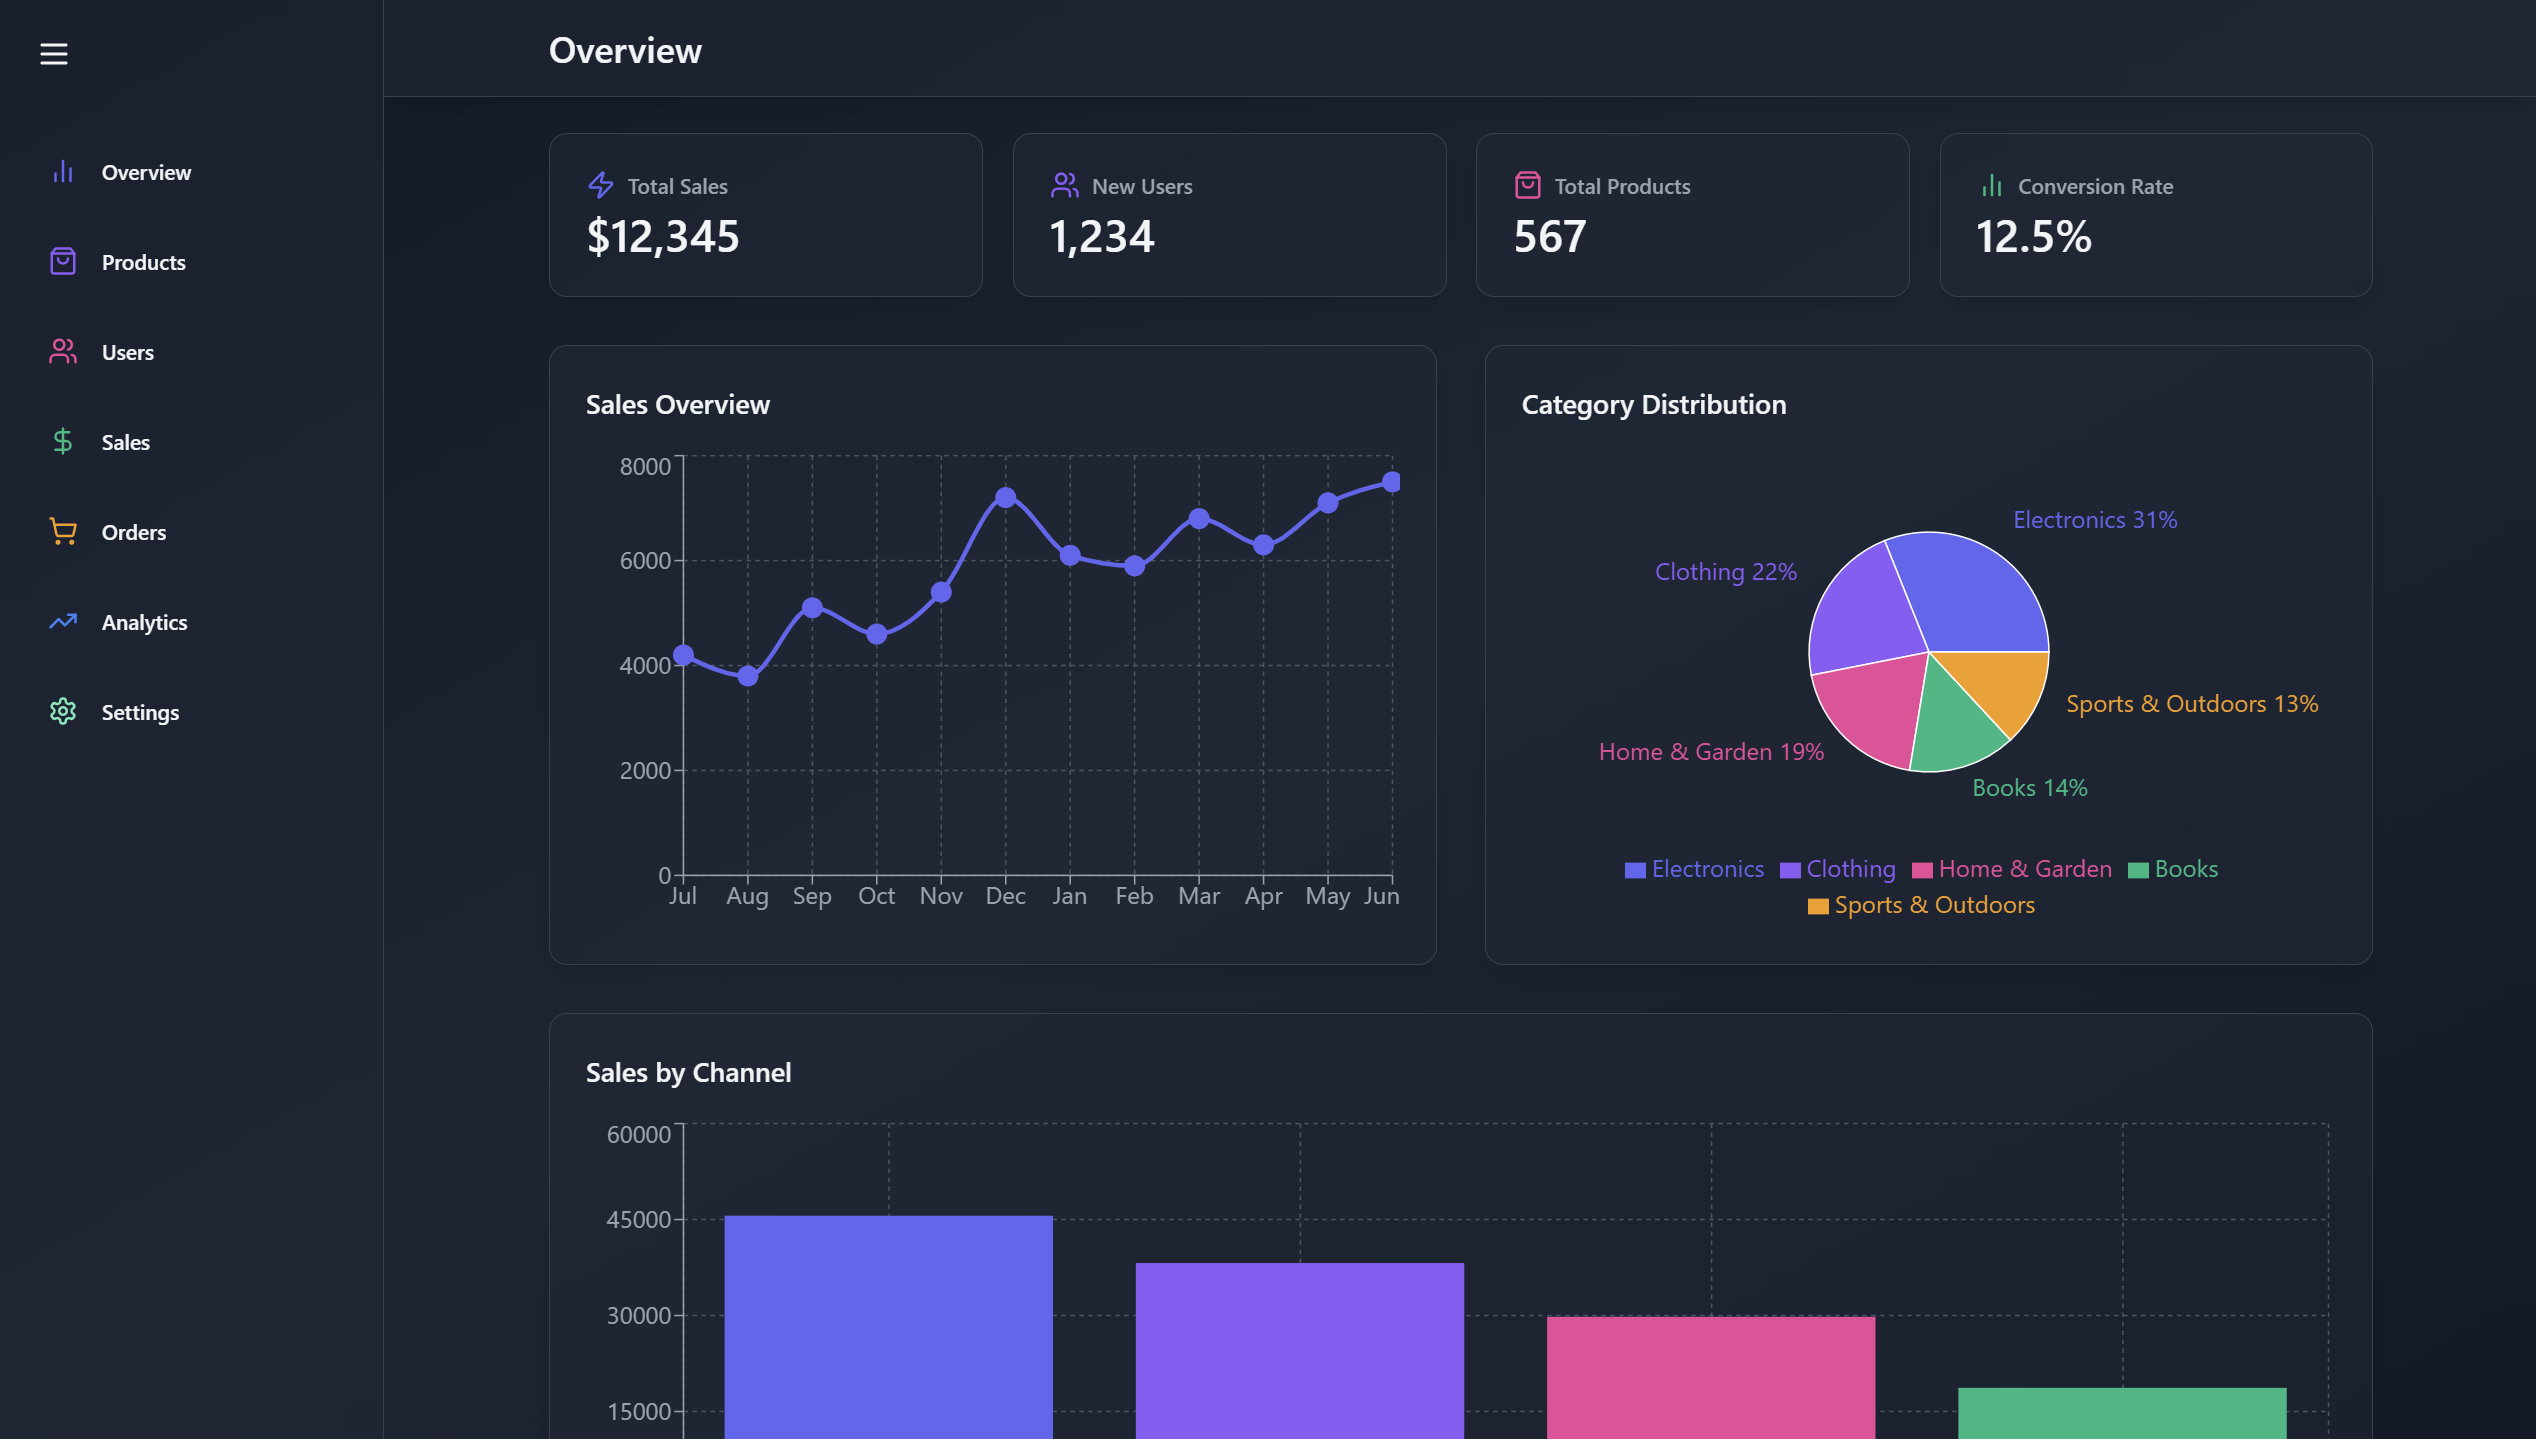 Overview
Overview
Products
Users
Sales
Orders
Analytics
Settings
Total Sales
$12,345
New Users
1,234
Total Products
567
Conversion Rate
12.5%
Sales Overview
8000
6000
4000
2000
0
Jul Aug Sep Oct Nov Dec Jan Feb Mar Apr May Jun
Category Distribution
Electronics 31%
Clothing 22%
Sports & Outdoors 13%
Home & Garden 19%
Books 14%
Electronics Clothing Home & Garden Books
Sports & Outdoors
Sales by Channel
60000
45000
30000
15000